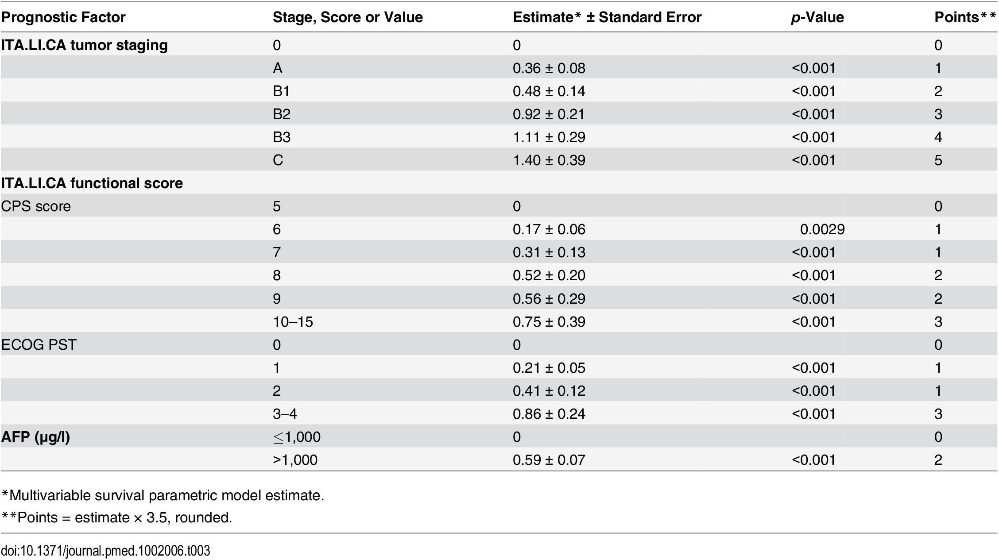 Prognostic Factor Stage, Score or Value Estimate* ± Standard Error p-Value Points**
ITA.LI.CA tumor staging 0 0 0
A 0.36 ± 0.08 <0.001 1
B1 0.48 ± 0.14 <0.001 2
B2 0.92 ± 0.21 <0.001 3
B3 1.11 ± 0.29 <0.001 4
C 1.40 ± 0.39 <0.001 5
ITA.LI.CA functional score
CPS score 5 0 0
6 0.17 ± 0.06 0.0029 1
7 0.31 ± 0.13 <0.001 1
8 0.52 ± 0.20 <0.001 2
9 0.56 ± 0.29 <0.001 2
10–15 0.75 ± 0.39 <0.001 3
ECOG PST 0 0 0
1 0.21 ± 0.05 <0.001 1
2 0.41 ± 0.12 <0.001 1
3–4 0.86 ± 0.24 <0.001 3
AFP (μg/l) ≤1,000 0 0
>1,000 0.59 ± 0.07 <0.001 2
*Multivariable survival parametric model estimate.
**Points = estimate × 3.5, rounded.
doi:10.1371/journal.pmed.1002006.t003